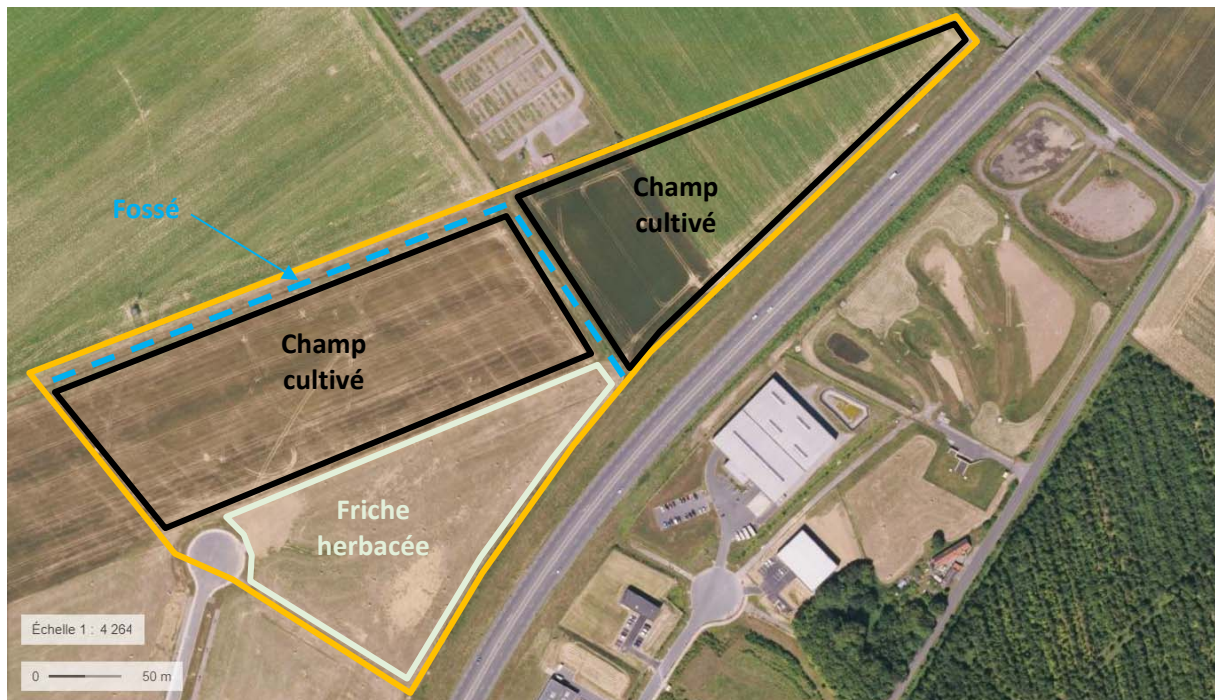 Champ
cultivé
Fossé
Champ
cultivé
Friche
herbacée
Échelle 1 : 4 264
0 50 m